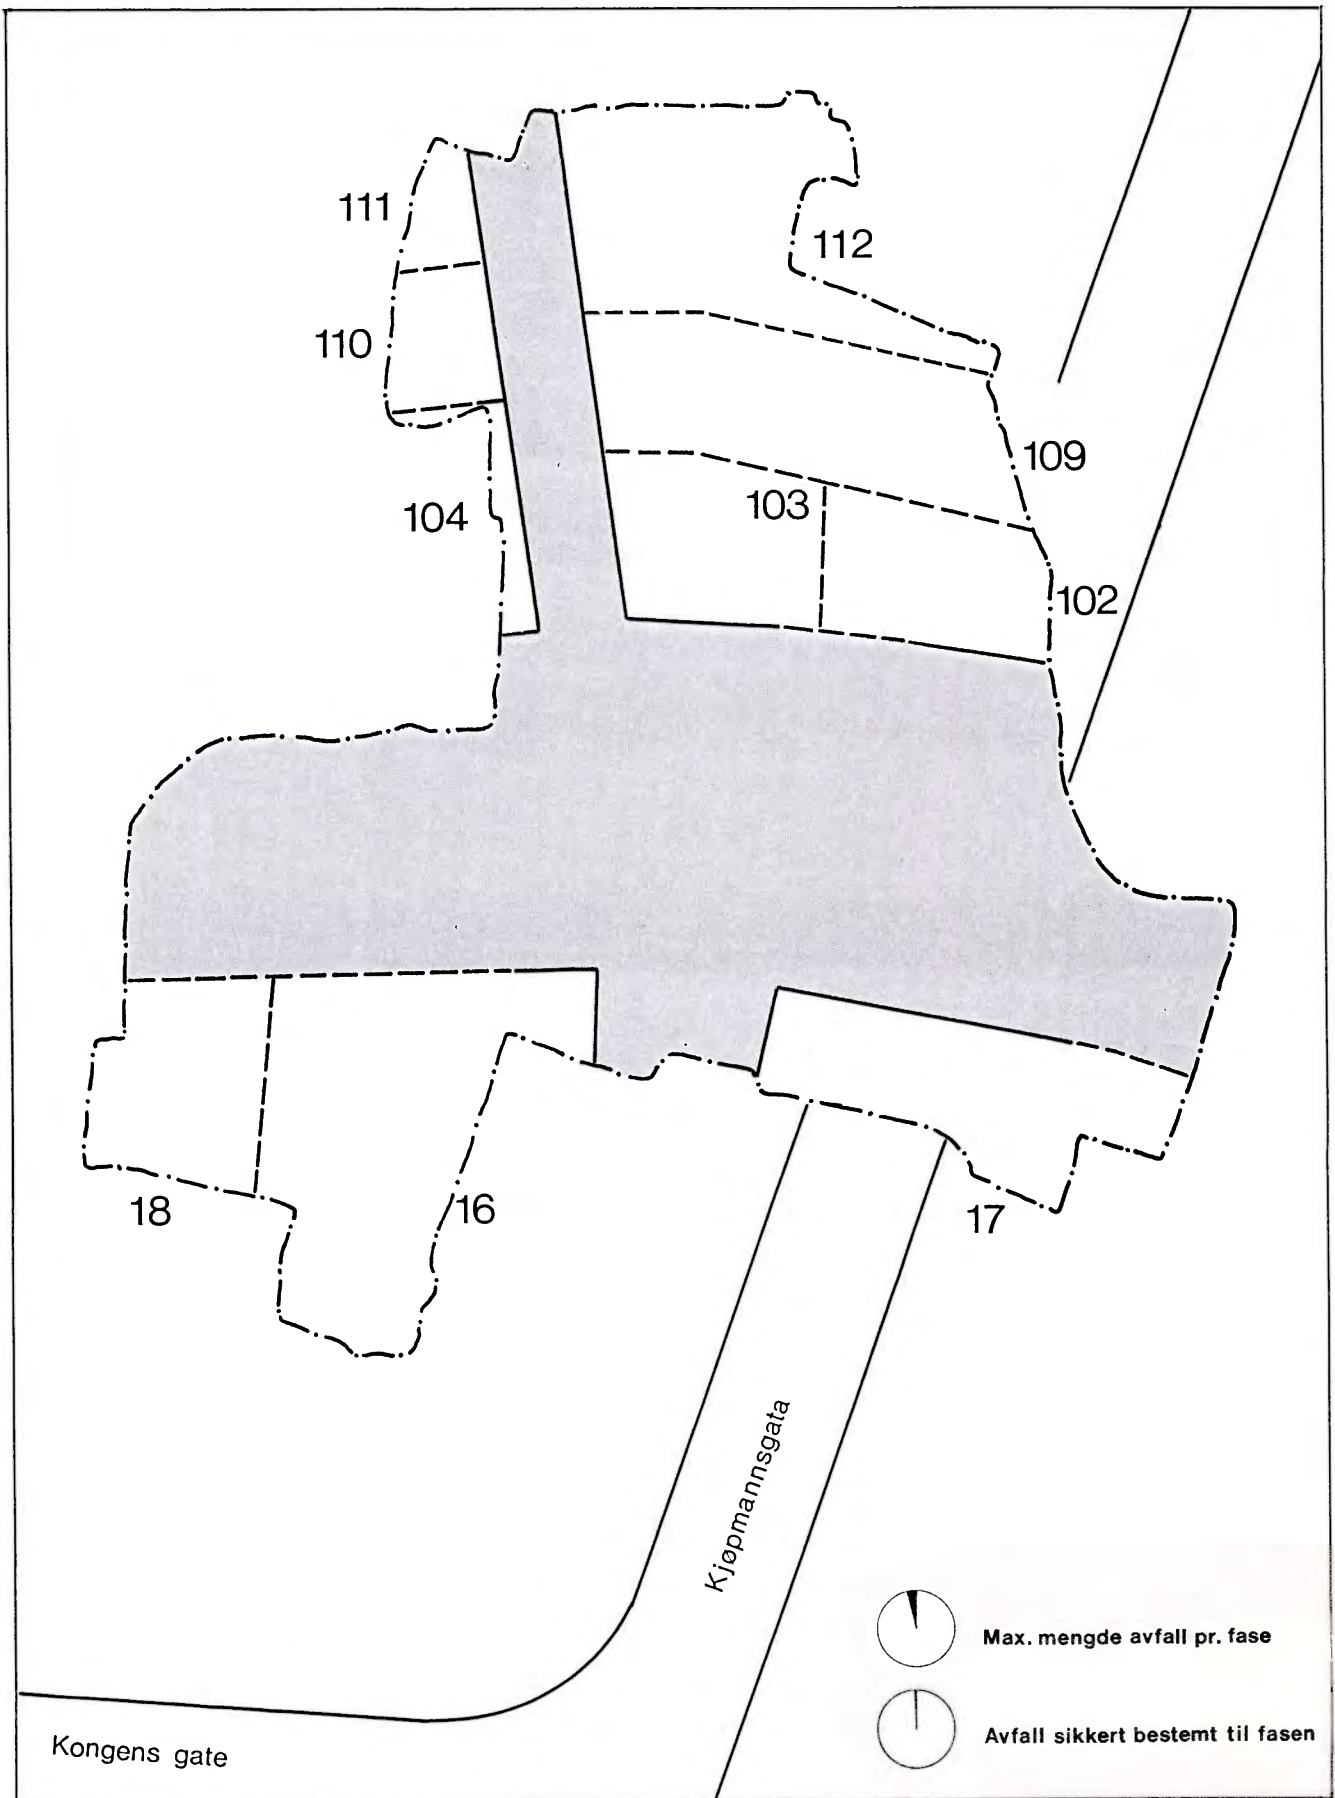 111
112
110
109
103
104
102
18
16
17
Kjøpmannsgata
Max. mengde avfall pr. fase
Avfall sikkert bestemt til fasen
Kongens gate